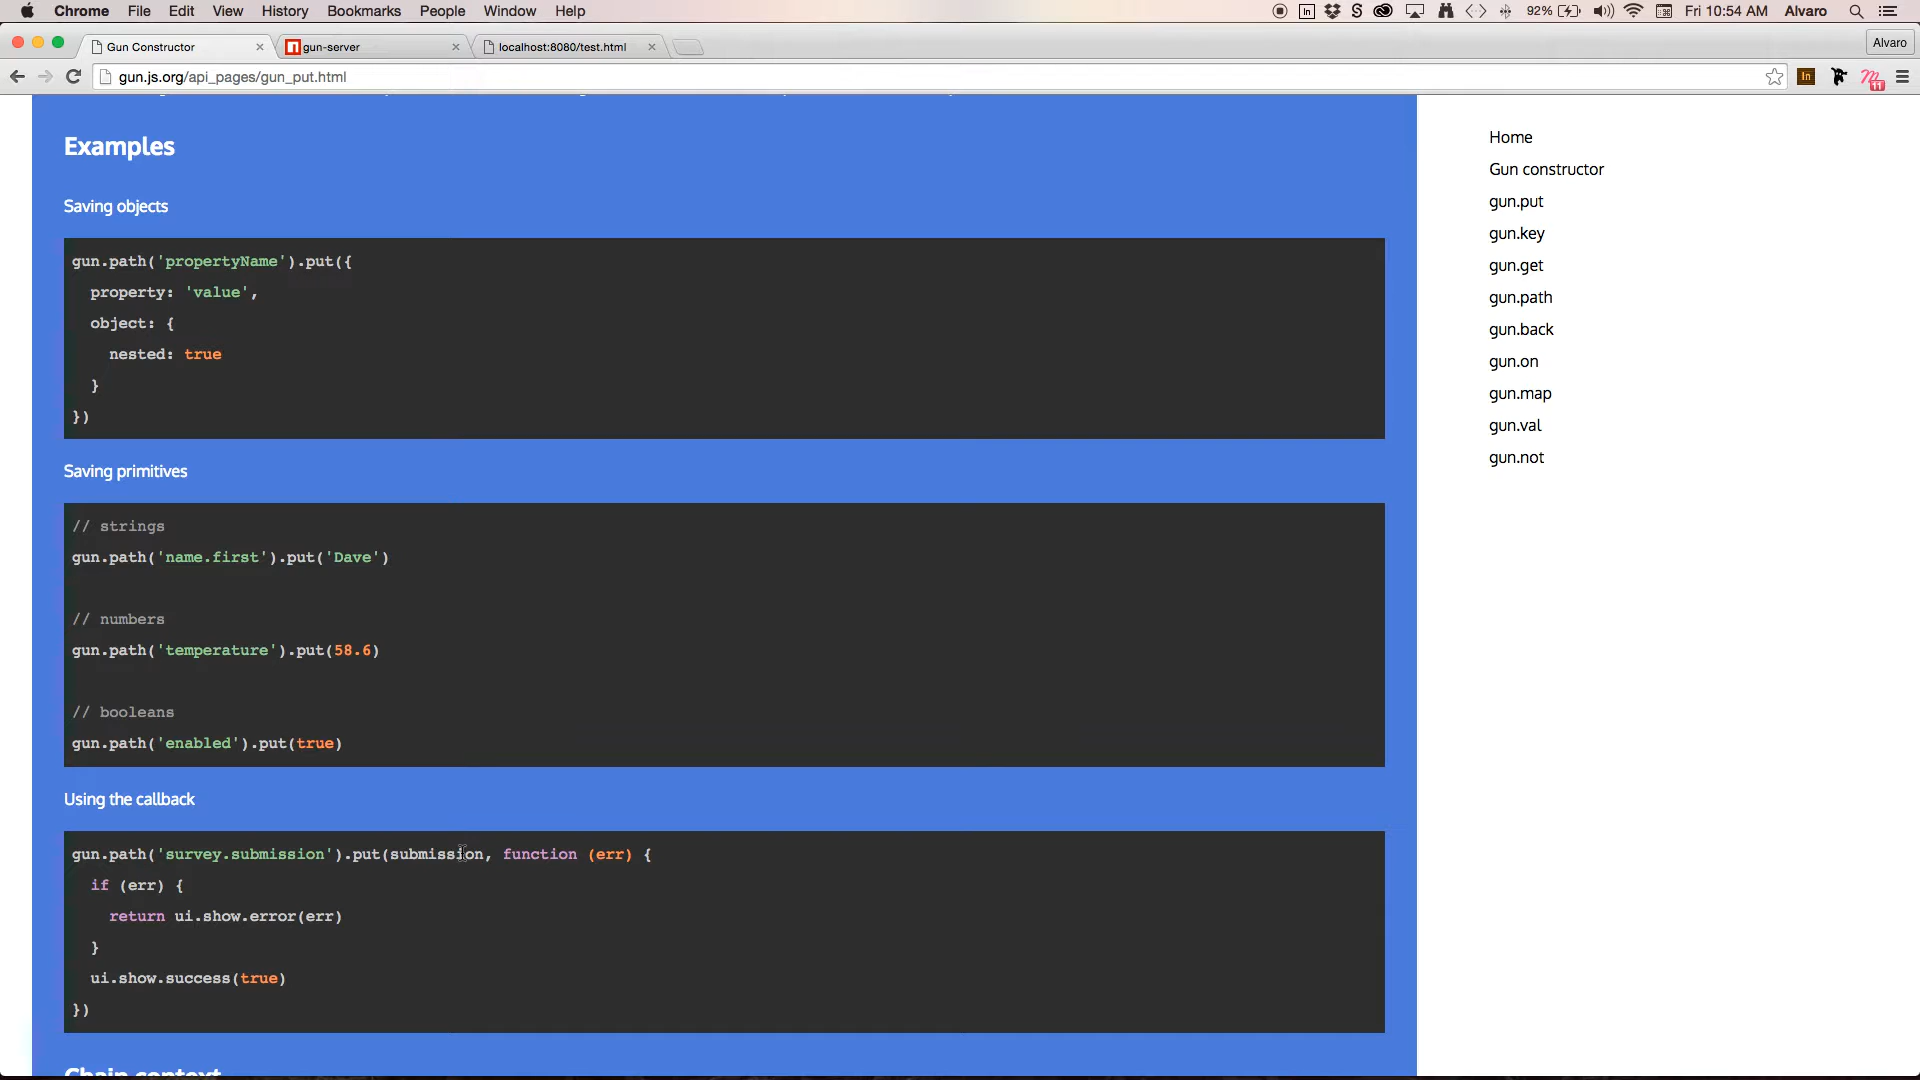 Chrome File Edit View History Bookmarks People Window Help 92% Fri 10:54 AM Alvaro
Gun Constructor gun-server localhost:8080/test.html Alvaro
gun.js.org/api_pages/gun_put.html
Examples
Saving objects
gun.path('propertyName').put({
property: 'value',
object: {
nested: true
}
})
Saving primitives
// strings
gun.path('name.first').put('Dave')
// numbers
gun.path('temperature').put(58.6)
// booleans
gun.path('enabled').put(true)
Using the callback
gun.path('survey.submission').put(submission, function (err) {
if (err) {
return ui.show.error(err)
}
ui.show.success(true)
})
Chain context
Home
Gun constructor
gun.put
gun.key
gun.get
gun.path
gun.back
gun.on
gun.map
gun.val
gun.not